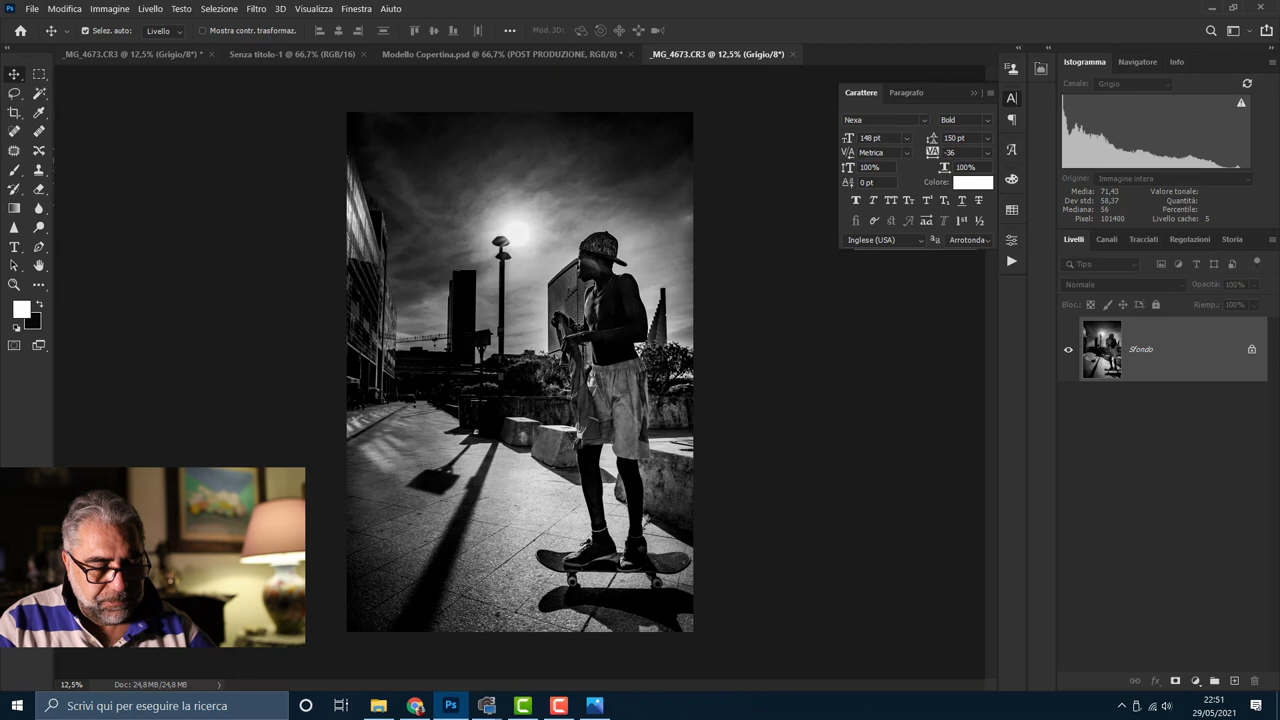 File Modifica Immagine Livello Testo Selezione Filtro 3D Visualizza Finestra Aiuto
Selez. auto: Livello Mostra contr. trasformaz. Mod. 3D:
_MG_4673.CR3 @ 12,5% (Grigio/8*) * Senza titolo-1 @ 66,7% (RGB/16) Modello Copertina.psd @ 66,7% (POST PRODUZIONE, RGB/8) * _MG_4673.CR3 @ 12,5% (Grigio/8*)
Carattere Paragrafo
Nexa Bold
148 pt 150 pt
Metrica -36
100% 100%
0 pt Colore:
Inglese (USA) Arrotonda
Istogramma Navigatore Info
Canale: Grigio
Origine: Immagine intera
Media: 71,43 Valore tonale:
Dev std: 58,37 Quantità:
Mediana: 56 Percentile:
Pixel: 101400 Livello cache: 5
Livelli Canali Tracciati Regolazioni Storia
Tipo
Normale Opacità: 100%
Bloc.: Riemp.: 100%
Sfondo
12,5% Doc: 24,8 MB/24,8 MB
Scrivi qui per eseguire la ricerca
22:51
29/05/2021